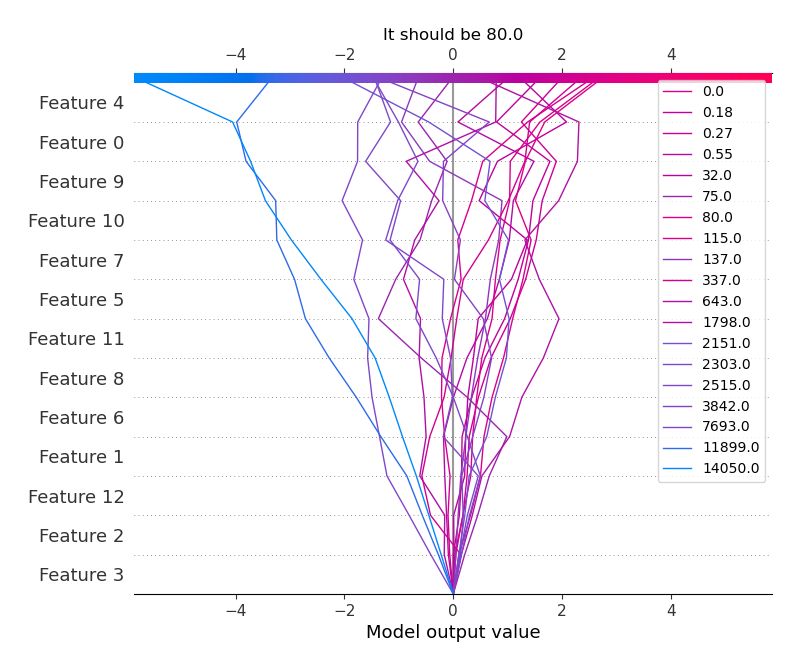 It should be 80.0
−4 −2 0 2 4
Feature 4
Feature 0
Feature 9
Feature 10
Feature 7
Feature 5
Feature 11
Feature 8
Feature 6
Feature 1
Feature 12
Feature 2
Feature 3
0.0
0.18
0.27
0.55
32.0
75.0
80.0
115.0
137.0
337.0
643.0
1798.0
2151.0
2303.0
2515.0
3842.0
7693.0
11899.0
14050.0
−4 −2 0 2 4
Model output value